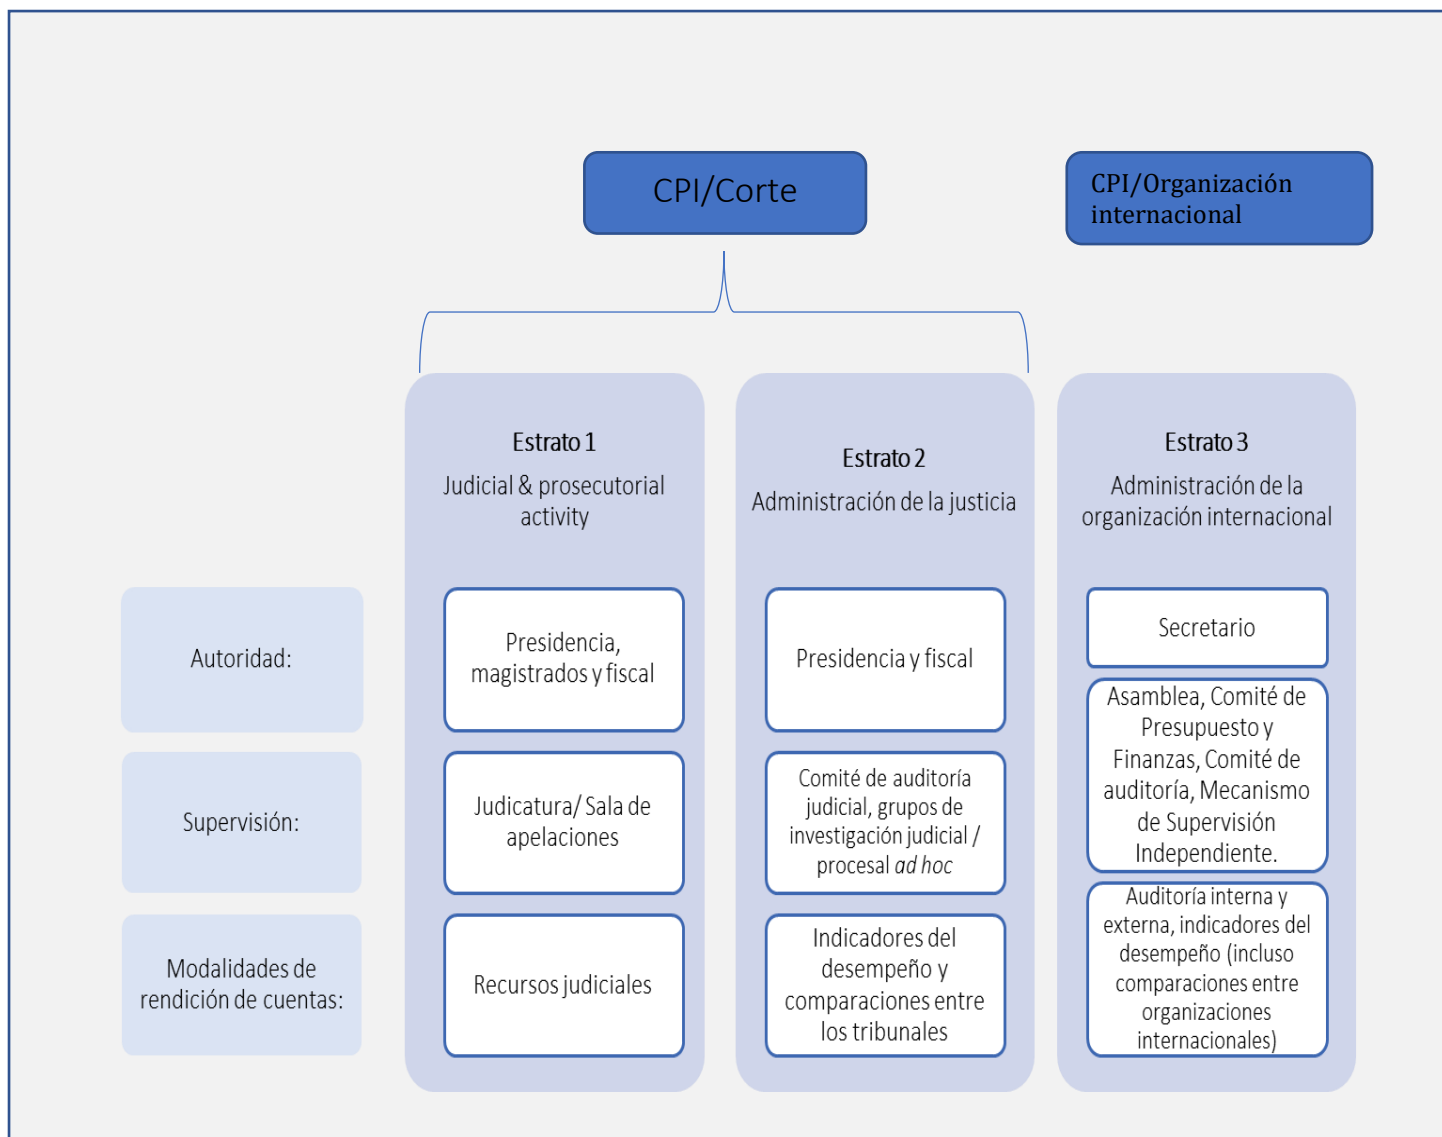 CPI/Corte
CPI/Organización
internacional
Estrato 1
Judicial & prosecutorial
activity
Estrato 2
Administración de la justicia
Estrato 3
Administración de la
organización internacional
Autoridad:
Presidencia,
magistrados y fiscal
Presidencia y fiscal
Secretario
Supervisión:
Judicatura/ Sala de
apelaciones
Comité de auditoría
judicial, grupos de
investigación judicial /
procesal ad hoc
Asamblea, Comité de
Presupuesto y
Finanzas, Comité de
auditoría, Mecanismo
de Supervisión
Independiente.
Modalidades de
rendición de cuentas:
Recursos judiciales
Indicadores del
desempeño y
comparaciones entre
los tribunales
Auditoría interna y
externa, indicadores del
desempeño (incluso
comparaciones entre
organizaciones
internacionales)